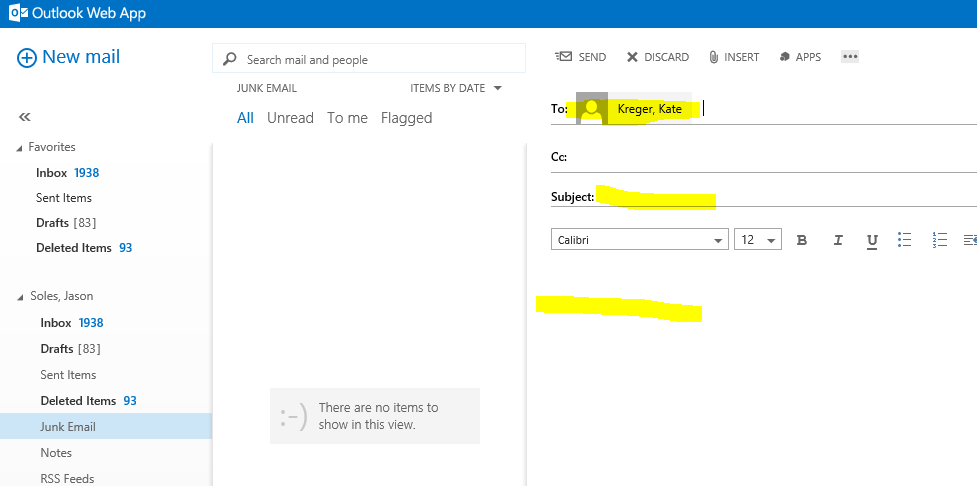 Outlook Web App
New mail
Favorites
Inbox 1938
Sent Items
Drafts [83]
Deleted Items 93
Soles, Jason
Inbox 1938
Drafts [83]
Sent Items
Deleted Items 93
Junk Email
Notes
RSS Feeds
Search mail and people
JUNK EMAIL ITEMS BY DATE
All Unread To me Flagged
:-)
There are no items to
show in this view.
SEND DISCARD INSERT APPS
To: Kreger, Kate
Cc:
Subject:
Calibri 12 B I U